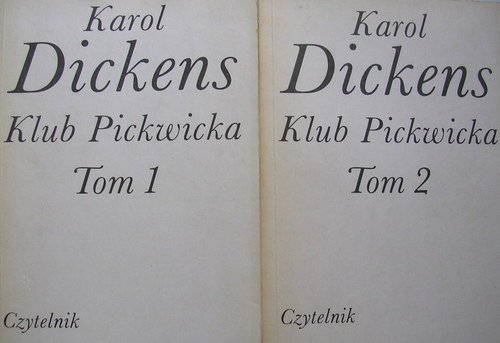 Karol
Dickens
Klub Pickwicka
Tom 1
Czytelnik
Karol
Dickens
Klub Pickwicka
Tom 2
Czytelnik